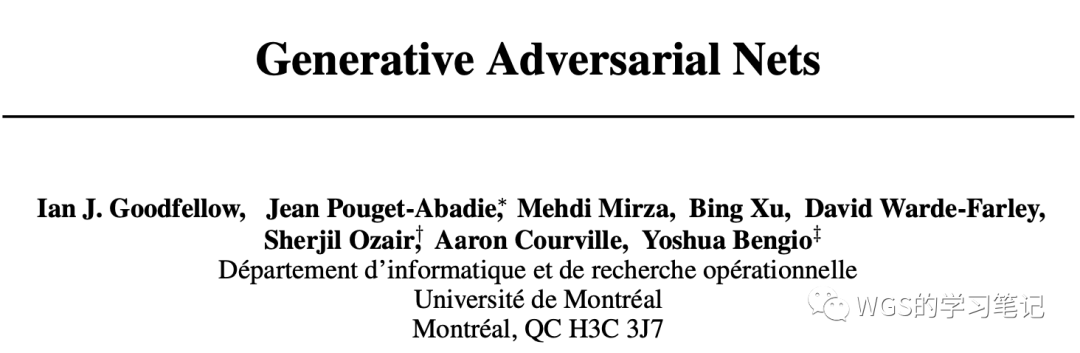 Generative Adversarial Nets
Ian J. Goodfellow, Jean Pouget-Abadie,* Mehdi Mirza, Bing Xu, David Warde-Farley,
Sherjil Ozair,† Aaron Courville, Yoshua Bengio‡
Département d'informatique et de recherche opérationnelle
Université de Montréal
Montréal, QC H3C 3J7
WGS的学习笔记